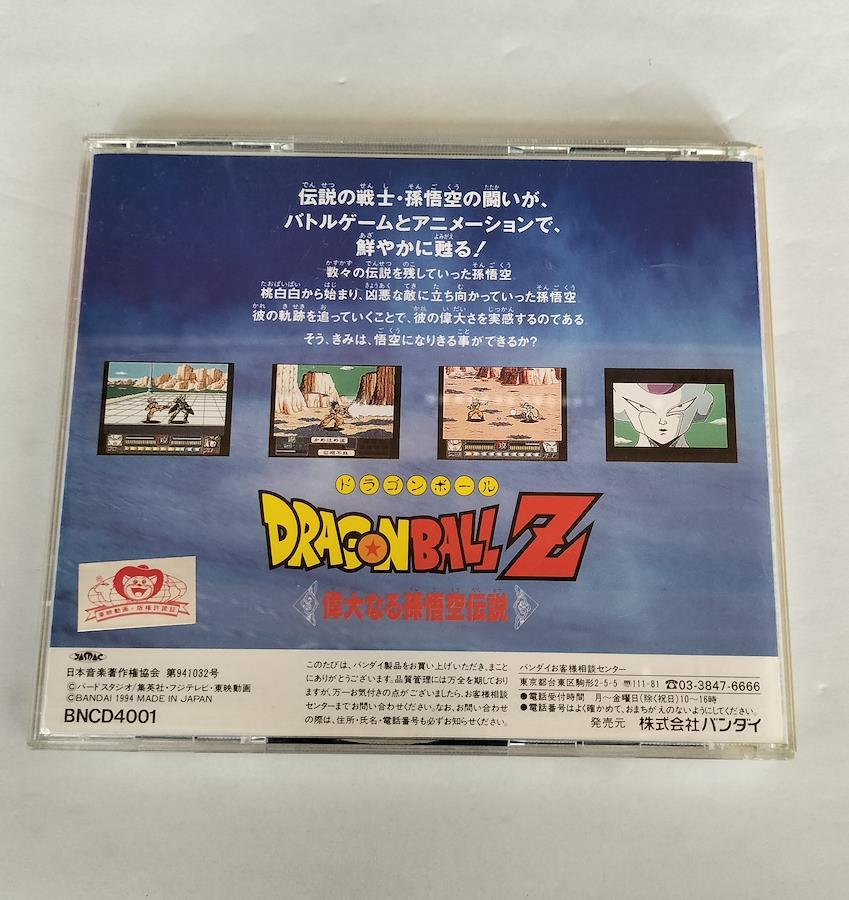 伝説の戦士・孫悟空の闘いが、
バトルゲームとアニメーションで、
鮮やかに甦る!
数々の伝説を残していった孫悟空
桃白白から始まり、凶悪な敵に立ち向かっていった孫悟空
彼の軌跡を追っていくことで、彼の偉大さを実感するのである
そう、きみは、悟空になりきる事ができるか?
かめはめ波
ドラゴンボール
DRAGONBALL Z
偉大なる孫悟空伝説
東映動画・版権許諾証
JASRAC
日本音楽著作権協会 第941032号
©バードスタジオ/集英社・フジテレビ・東映動画
©BANDAI 1994 MADE IN JAPAN
BNCD4001
このたびは、バンダイ製品をお買い上げいただき、まこと
にありがとうございます。品質管理には万全を期しており
ますが、万一お気付きの点がございましたら、お客様相談
センターまでお問い合わせください。なお、お問い合わせ
の際は、住所・氏名・電話番号も必ずお知らせください。
バンダイお客様相談センター
東京都台東区駒形2-5-5 〒111-81 ☎03-3847-6666
●電話受付時間 月〜金曜日(除く祝日)10〜16時
●電話番号はよく確かめて、おまちがえのないようにしてください。
発売元 株式会社バンダイ